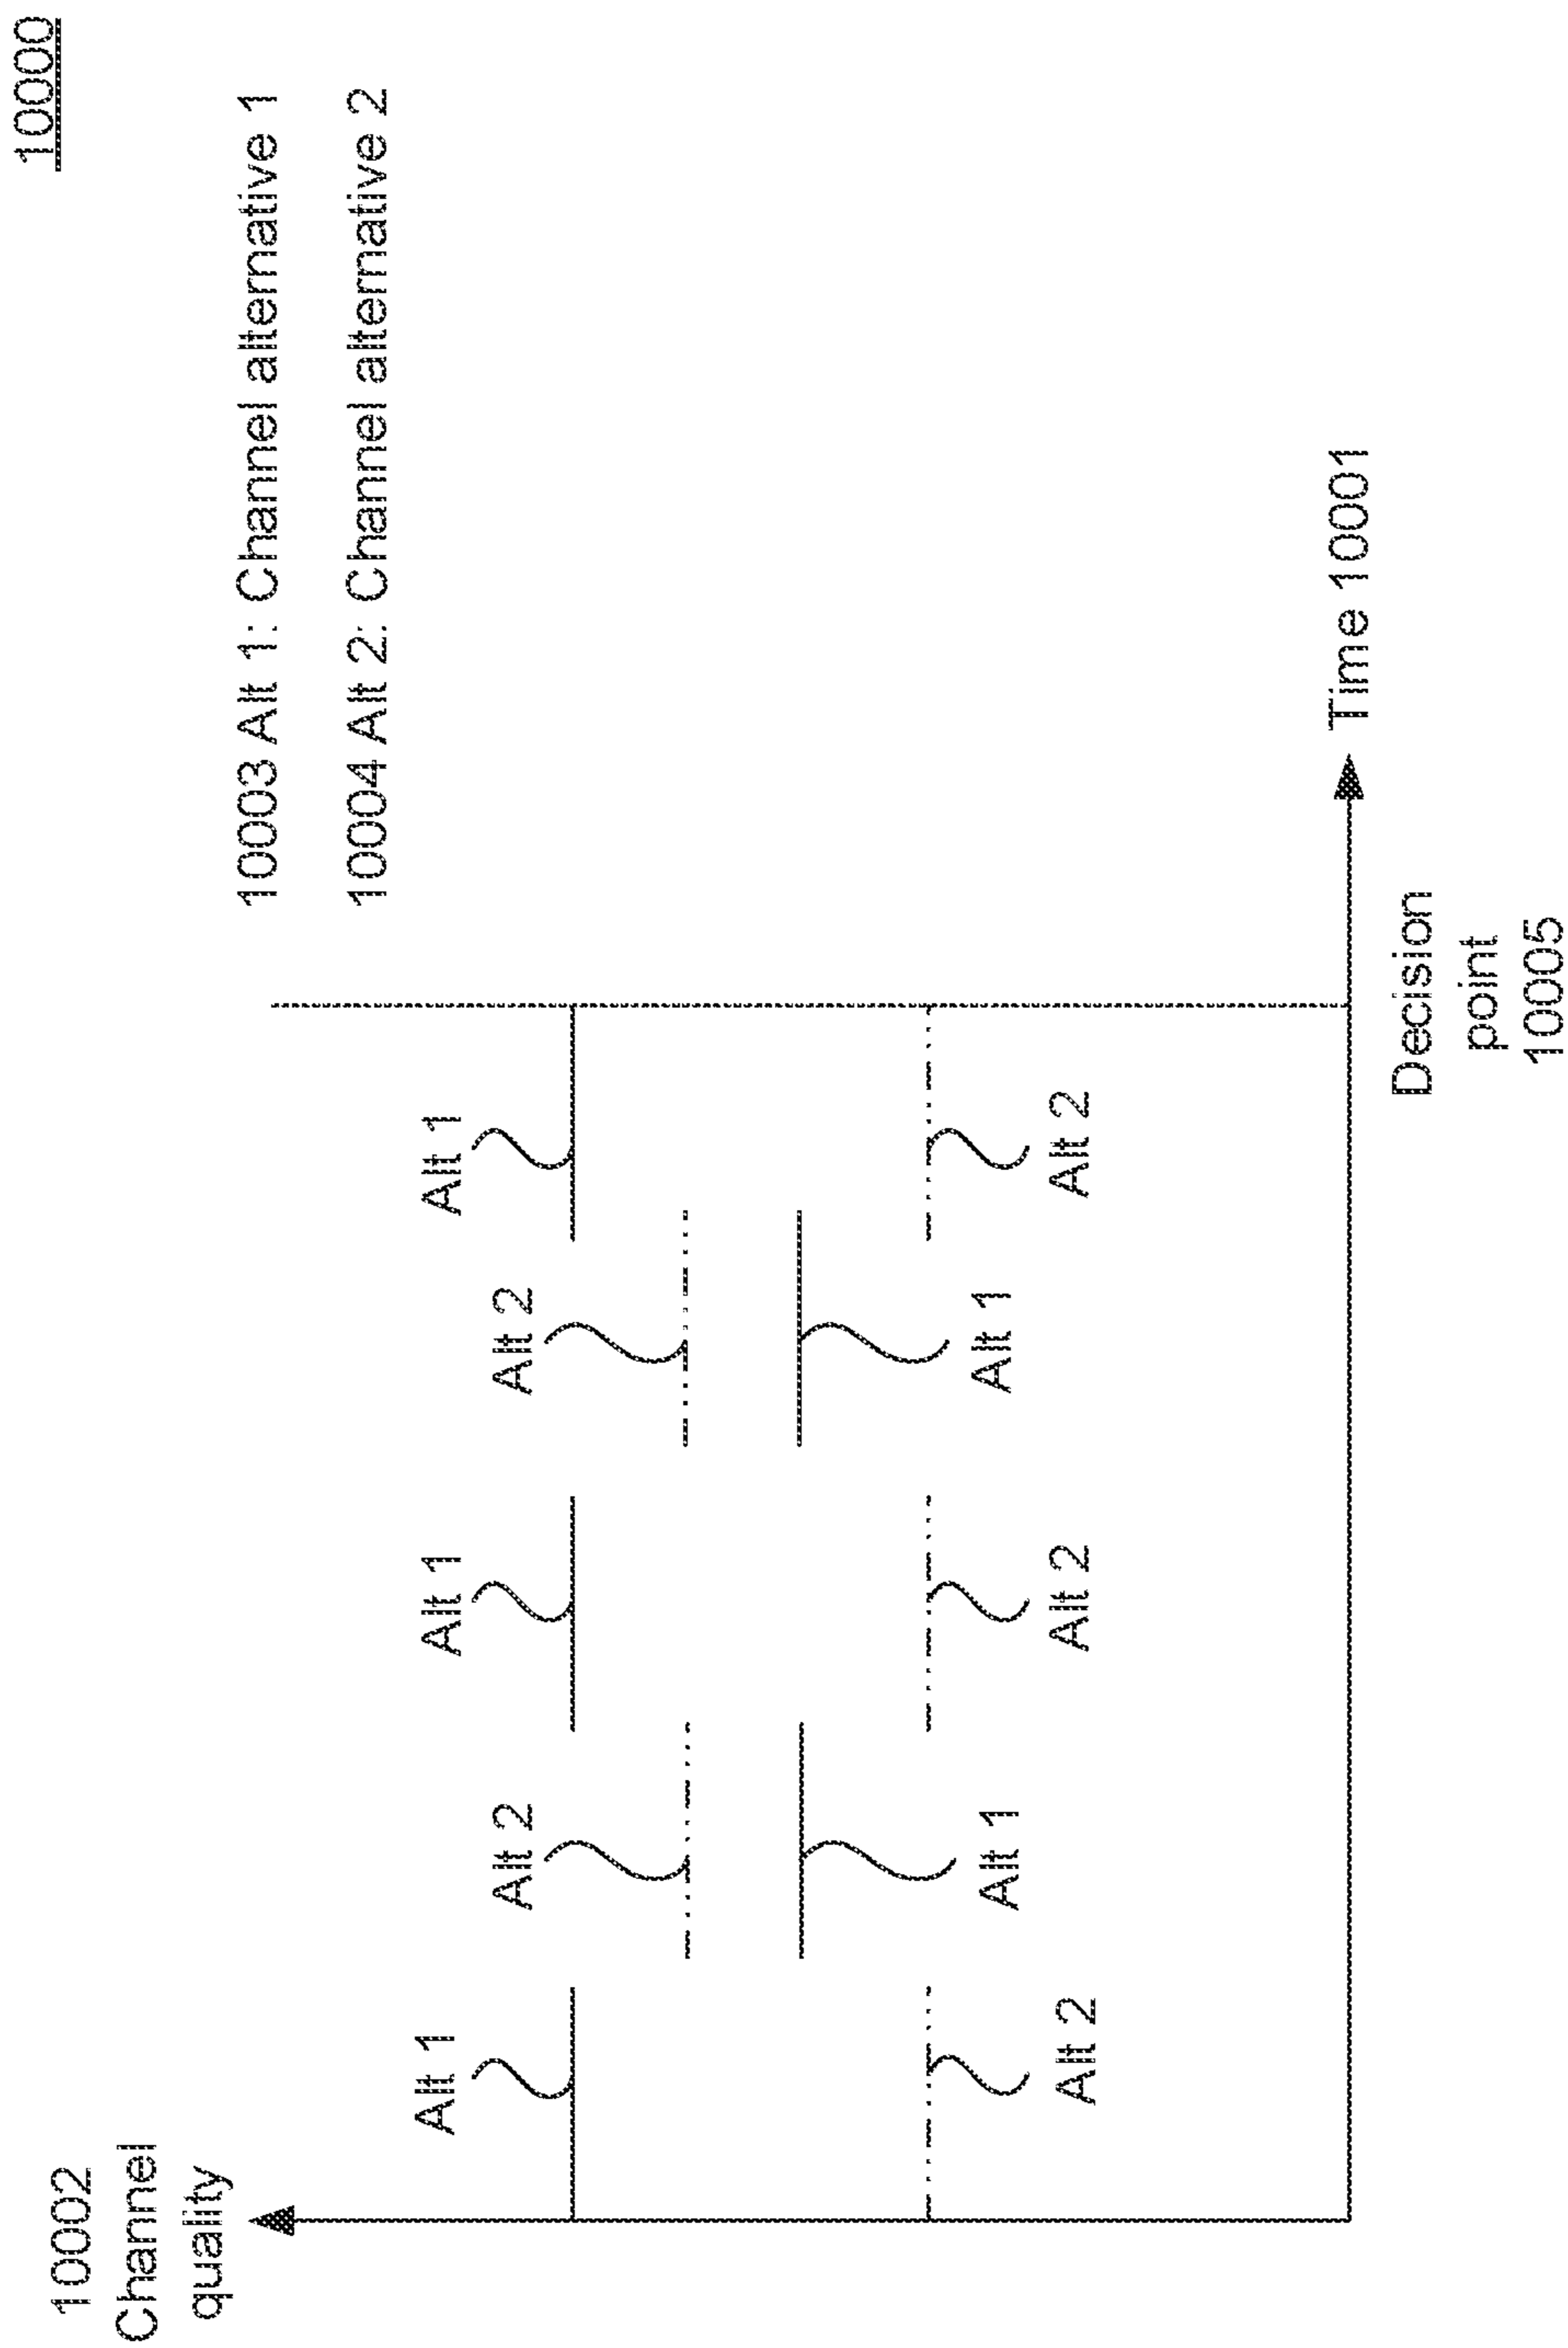 10000
10002
Channel
quality
10003 Alt 1: Channel alternative 1
10004 Alt 2: Channel alternative 2
Alt 1
Alt 2
Alt 1
Alt 2
Alt 1
Alt 2
Alt 1
Alt 2
Alt 1
Alt 2
Time 10001
Decision
point
10005